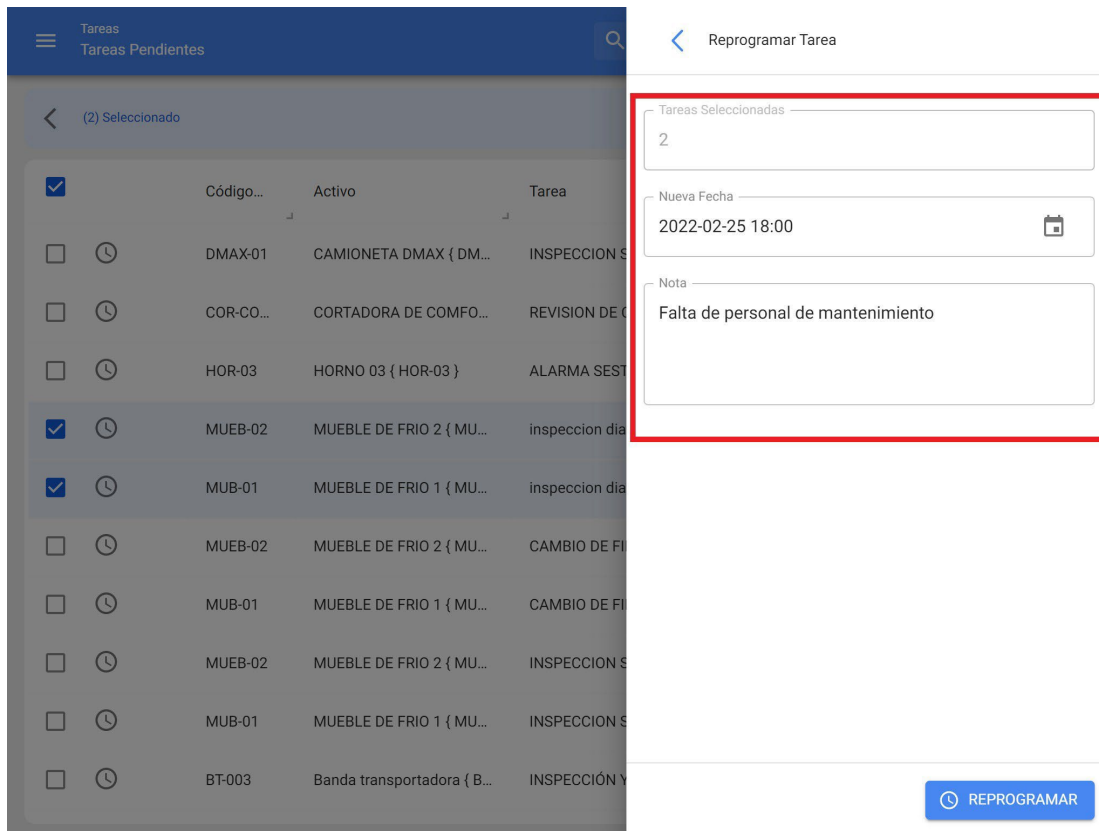 Tareas
Tareas Pendientes
Reprogramar Tarea
(2) Seleccionado
Tareas Seleccionadas
2
Nueva Fecha
2022-02-25 18:00
Nota
Falta de personal de mantenimiento
Código... Activo Tarea
DMAX-01 CAMIONETA DMAX { DM... INSPECCION S
COR-CO... CORTADORA DE COMFO... REVISION DE
HOR-03 HORNO 03 { HOR-03 } ALARMA SEST
MUEB-02 MUEBLE DE FRIO 2 { MU... inspeccion dia
MUB-01 MUEBLE DE FRIO 1 { MU... inspeccion dia
MUEB-02 MUEBLE DE FRIO 2 { MU... CAMBIO DE FI
MUB-01 MUEBLE DE FRIO 1 { MU... CAMBIO DE FI
MUEB-02 MUEBLE DE FRIO 2 { MU... INSPECCION S
MUB-01 MUEBLE DE FRIO 1 { MU... INSPECCION S
BT-003 Banda transportadora { B... INSPECCIÓN Y
REPROGRAMAR